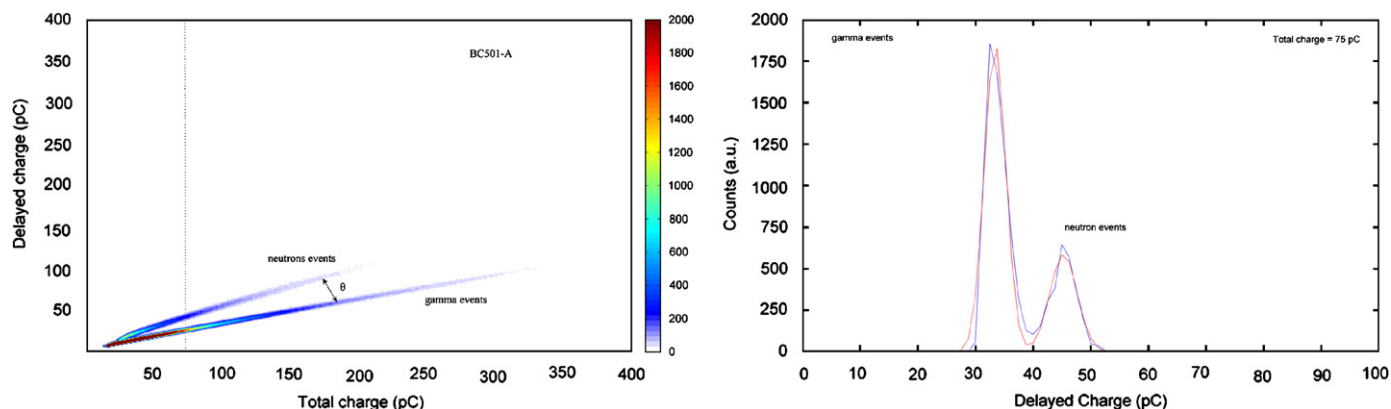 400
350
300
250
200
150
100
50
Delayed charge (pC)
BC501-A
neutrons events
θ
gamma events
50 100 150 200 250 300 350 400
Total charge (pC)
2000
1800
1600
1400
1200
1000
800
600
400
200
0
2000
1750
1500
1250
1000
750
500
250
0
Counts (a.u.)
gamma events
Total charge = 75 pC
neutron events
0 10 20 30 40 50 60 70 80 90 100
Delayed Charge (pC)